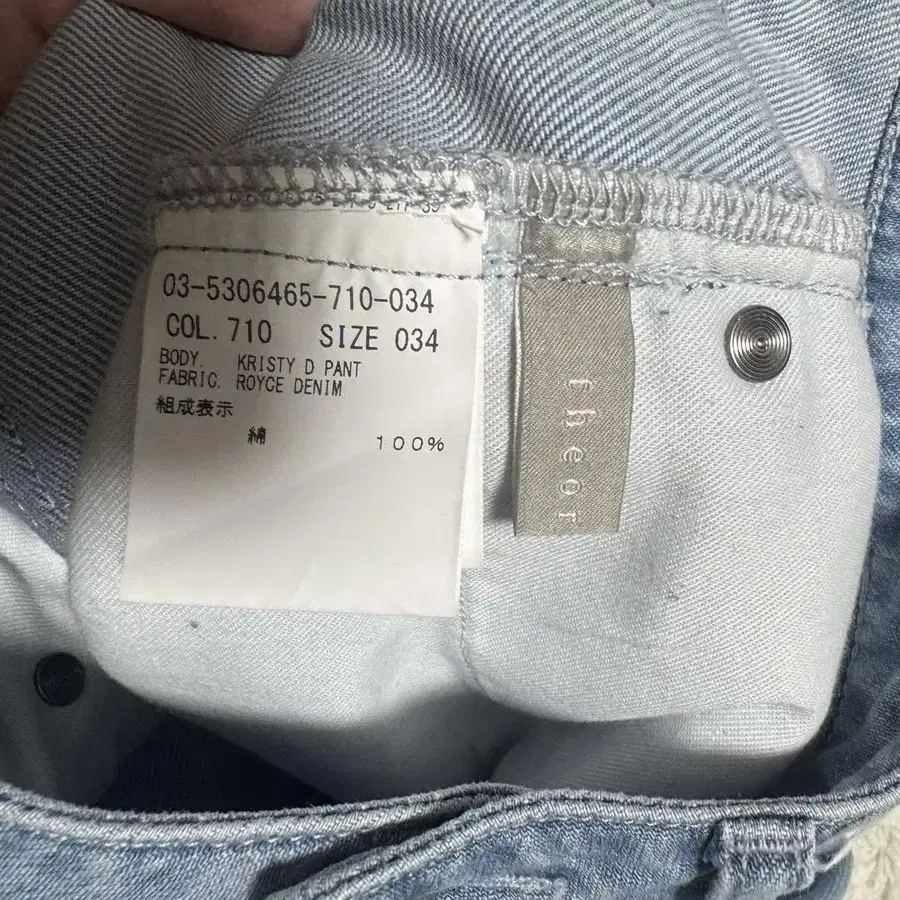 03-5306465-710-034
COL. 710 SIZE 034
BODY. KRISTY D PANT
FABRIC. ROYCE DENIM
組成表示
綿 100%
theor